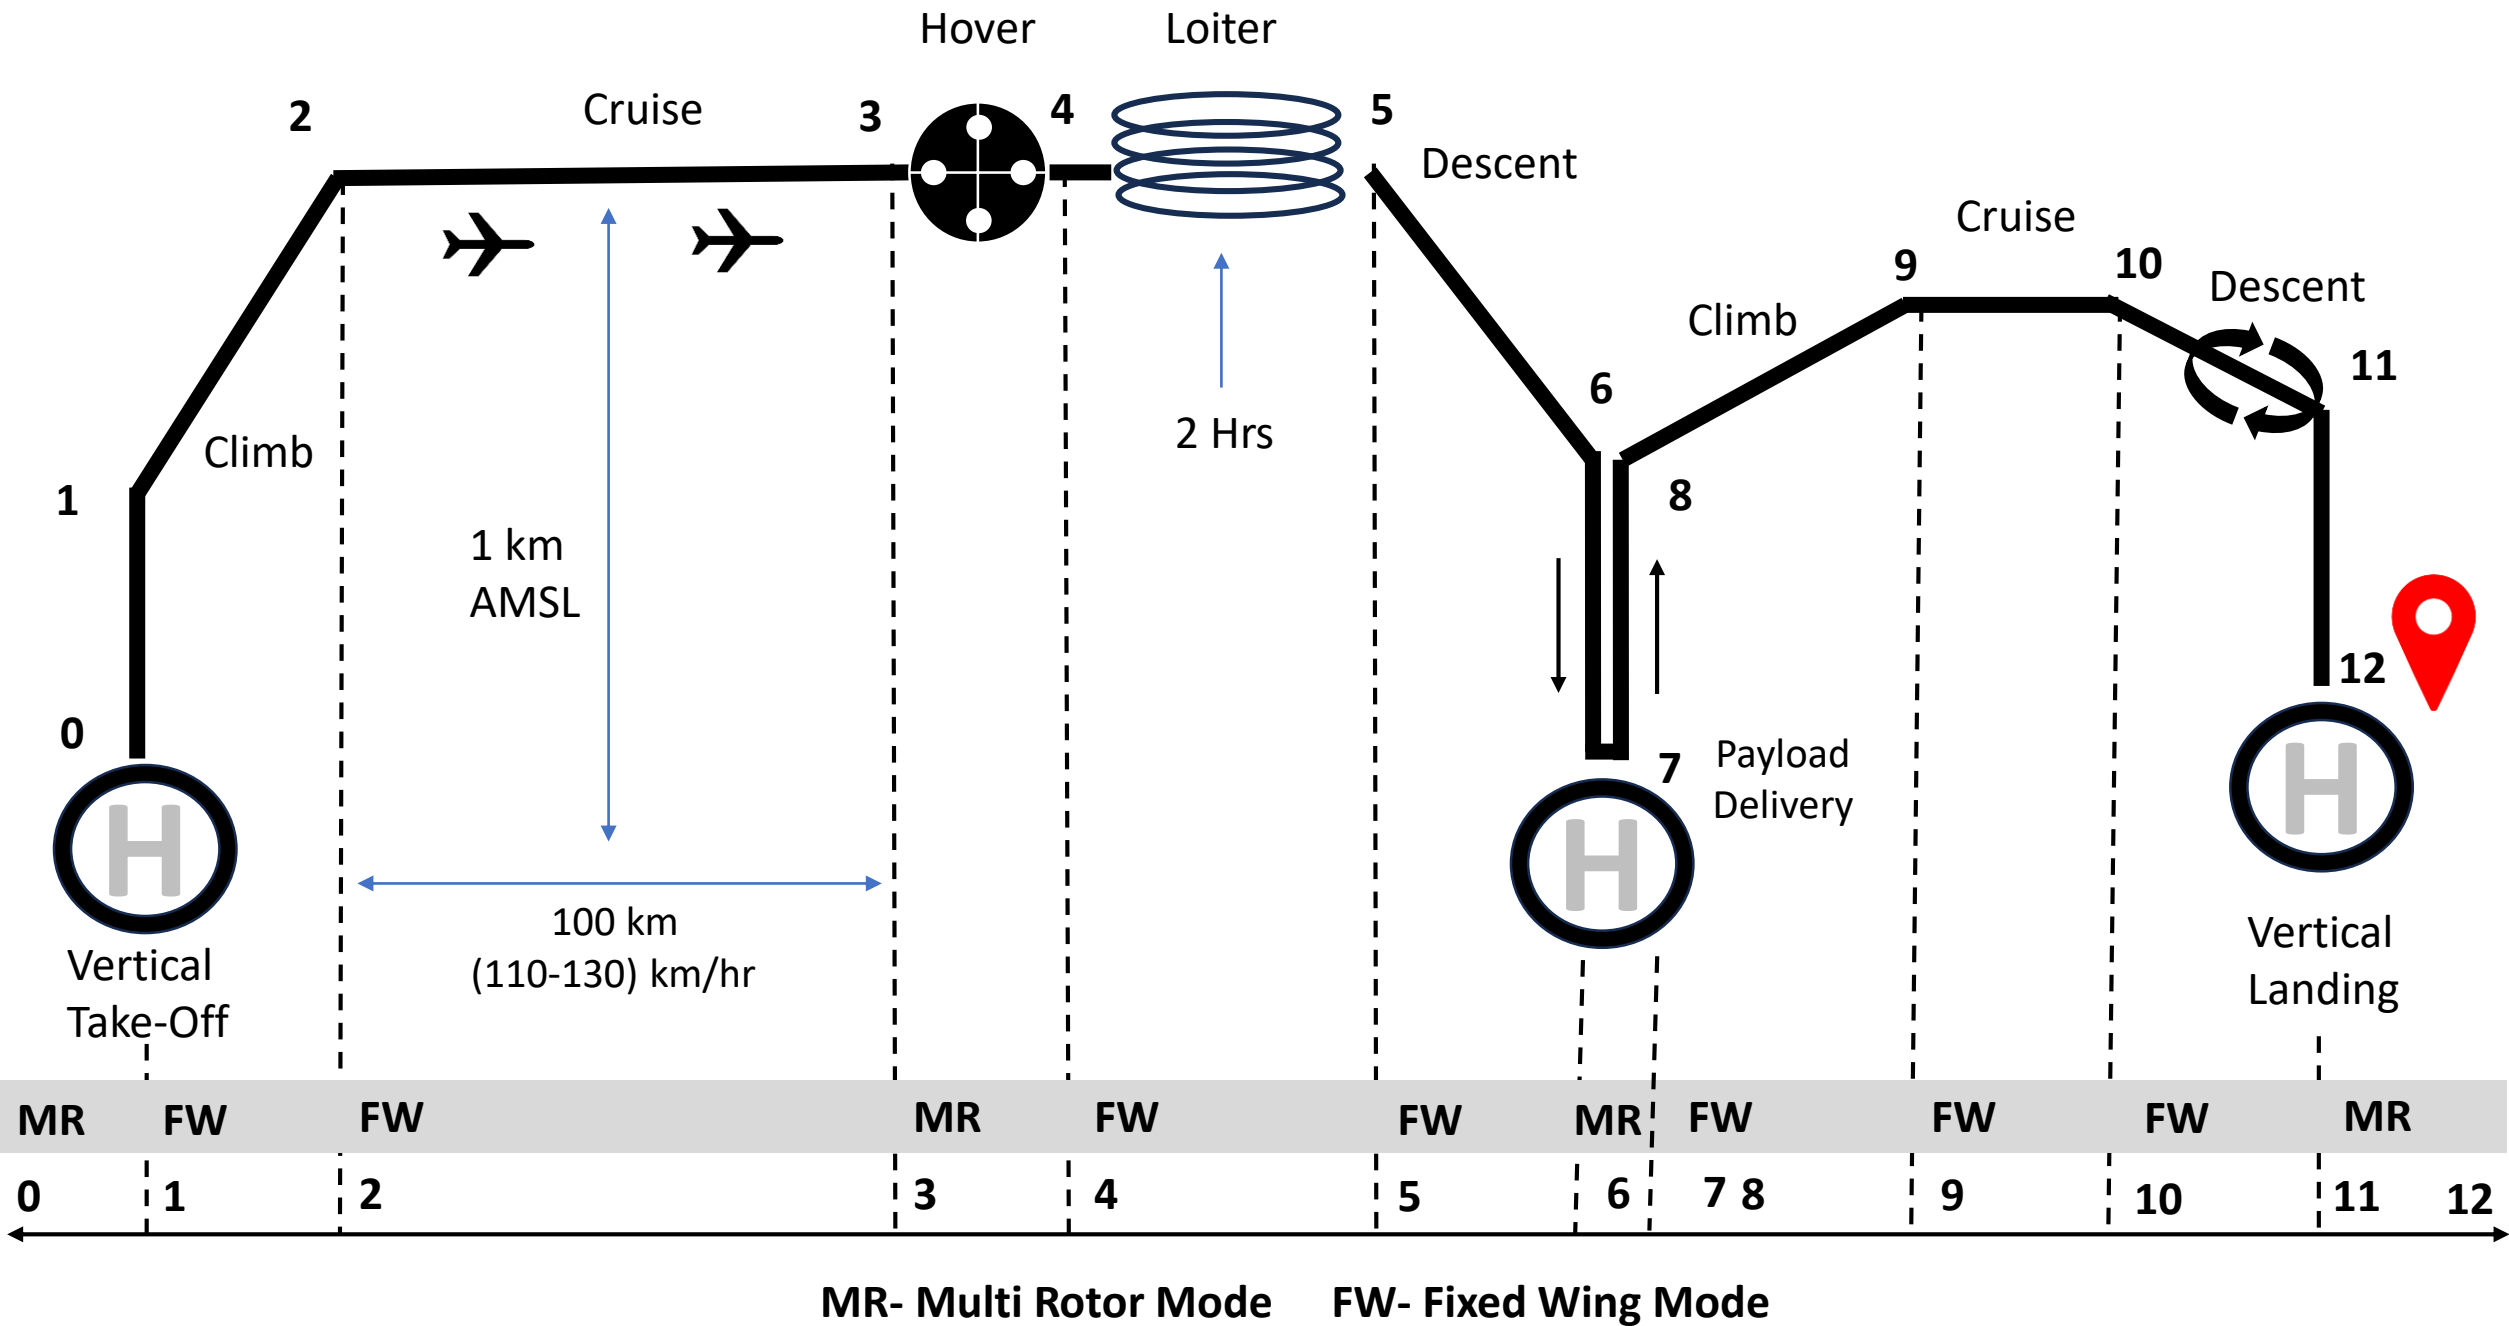 Hover
Loiter
2
Cruise
3
4
5
Descent
Cruise
9
10
Descent
11
Climb
6
Climb
2 Hrs
1
8
1 km
AMSL
12
0
7
Payload
Delivery
H
H
H
100 km
(110-130) km/hr
Vertical
Take-Off
Vertical
Landing
MR FW FW MR FW FW MR FW FW FW MR
0 1 2 3 4 5 6 7 8 9 10 11 12
MR- Multi Rotor Mode FW- Fixed Wing Mode